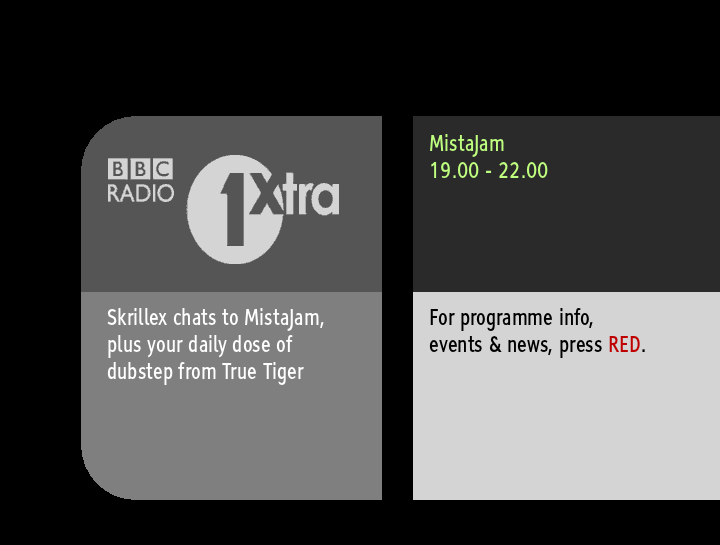 BBC
RADIO
1Xtra
Skrillex chats to MistaJam,
plus your daily dose of
dubstep from True Tiger
MistaJam
19.00 - 22.00
For programme info,
events & news, press RED.